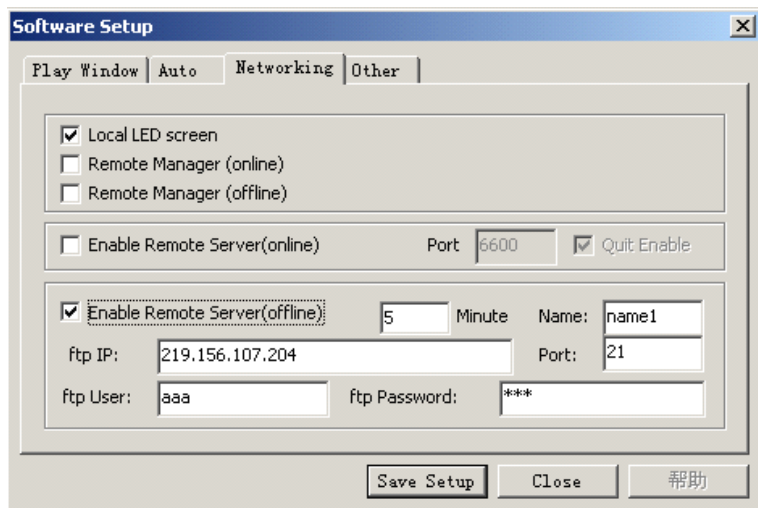 Software Setup
Play Window Auto Networking Other
Local LED screen
Remote Manager (online)
Remote Manager (offline)
Enable Remote Server(online) Port 6600 Quit Enable
Enable Remote Server(offline) 5 Minute Name: name1
ftp IP: 219.156.107.204 Port: 21
ftp User: aaa ftp Password: ***
Save Setup Close 帮助